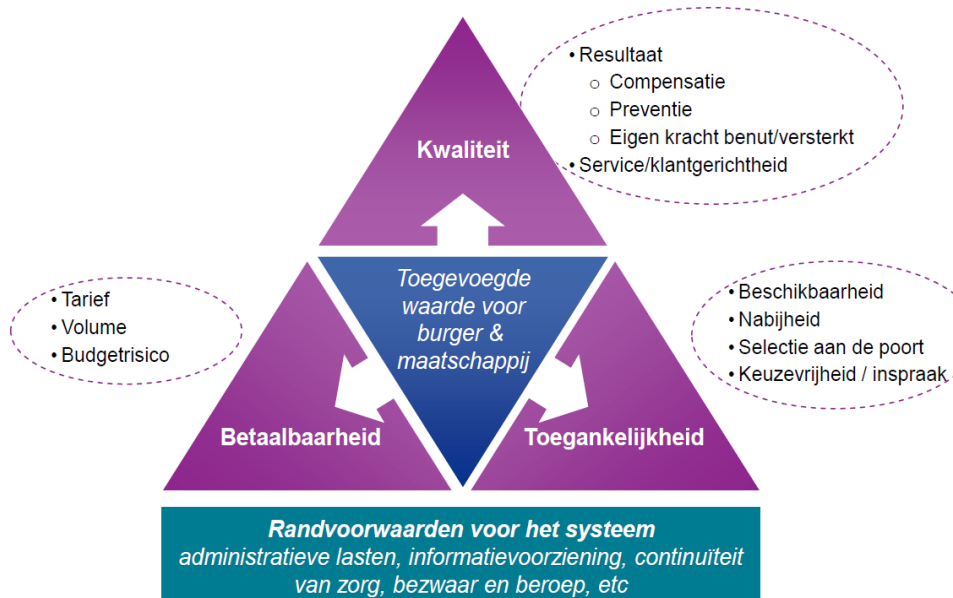 • Resultaat
o Compensatie
o Preventie
o Eigen kracht benut/versterkt
• Service/klantgerichtheid
Kwaliteit
Toegevoegde
waarde voor
burger &
maatschappij
• Tarief
• Volume
• Budgetrisico
• Beschikbaarheid
• Nabijheid
• Selectie aan de poort
• Keuzevrijheid / inspraak
Betaalbaarheid
Toegankelijkheid
Randvoorwaarden voor het systeem
administratieve lasten, informatievoorziening, continuïteit
van zorg, bezwaar en beroep, etc